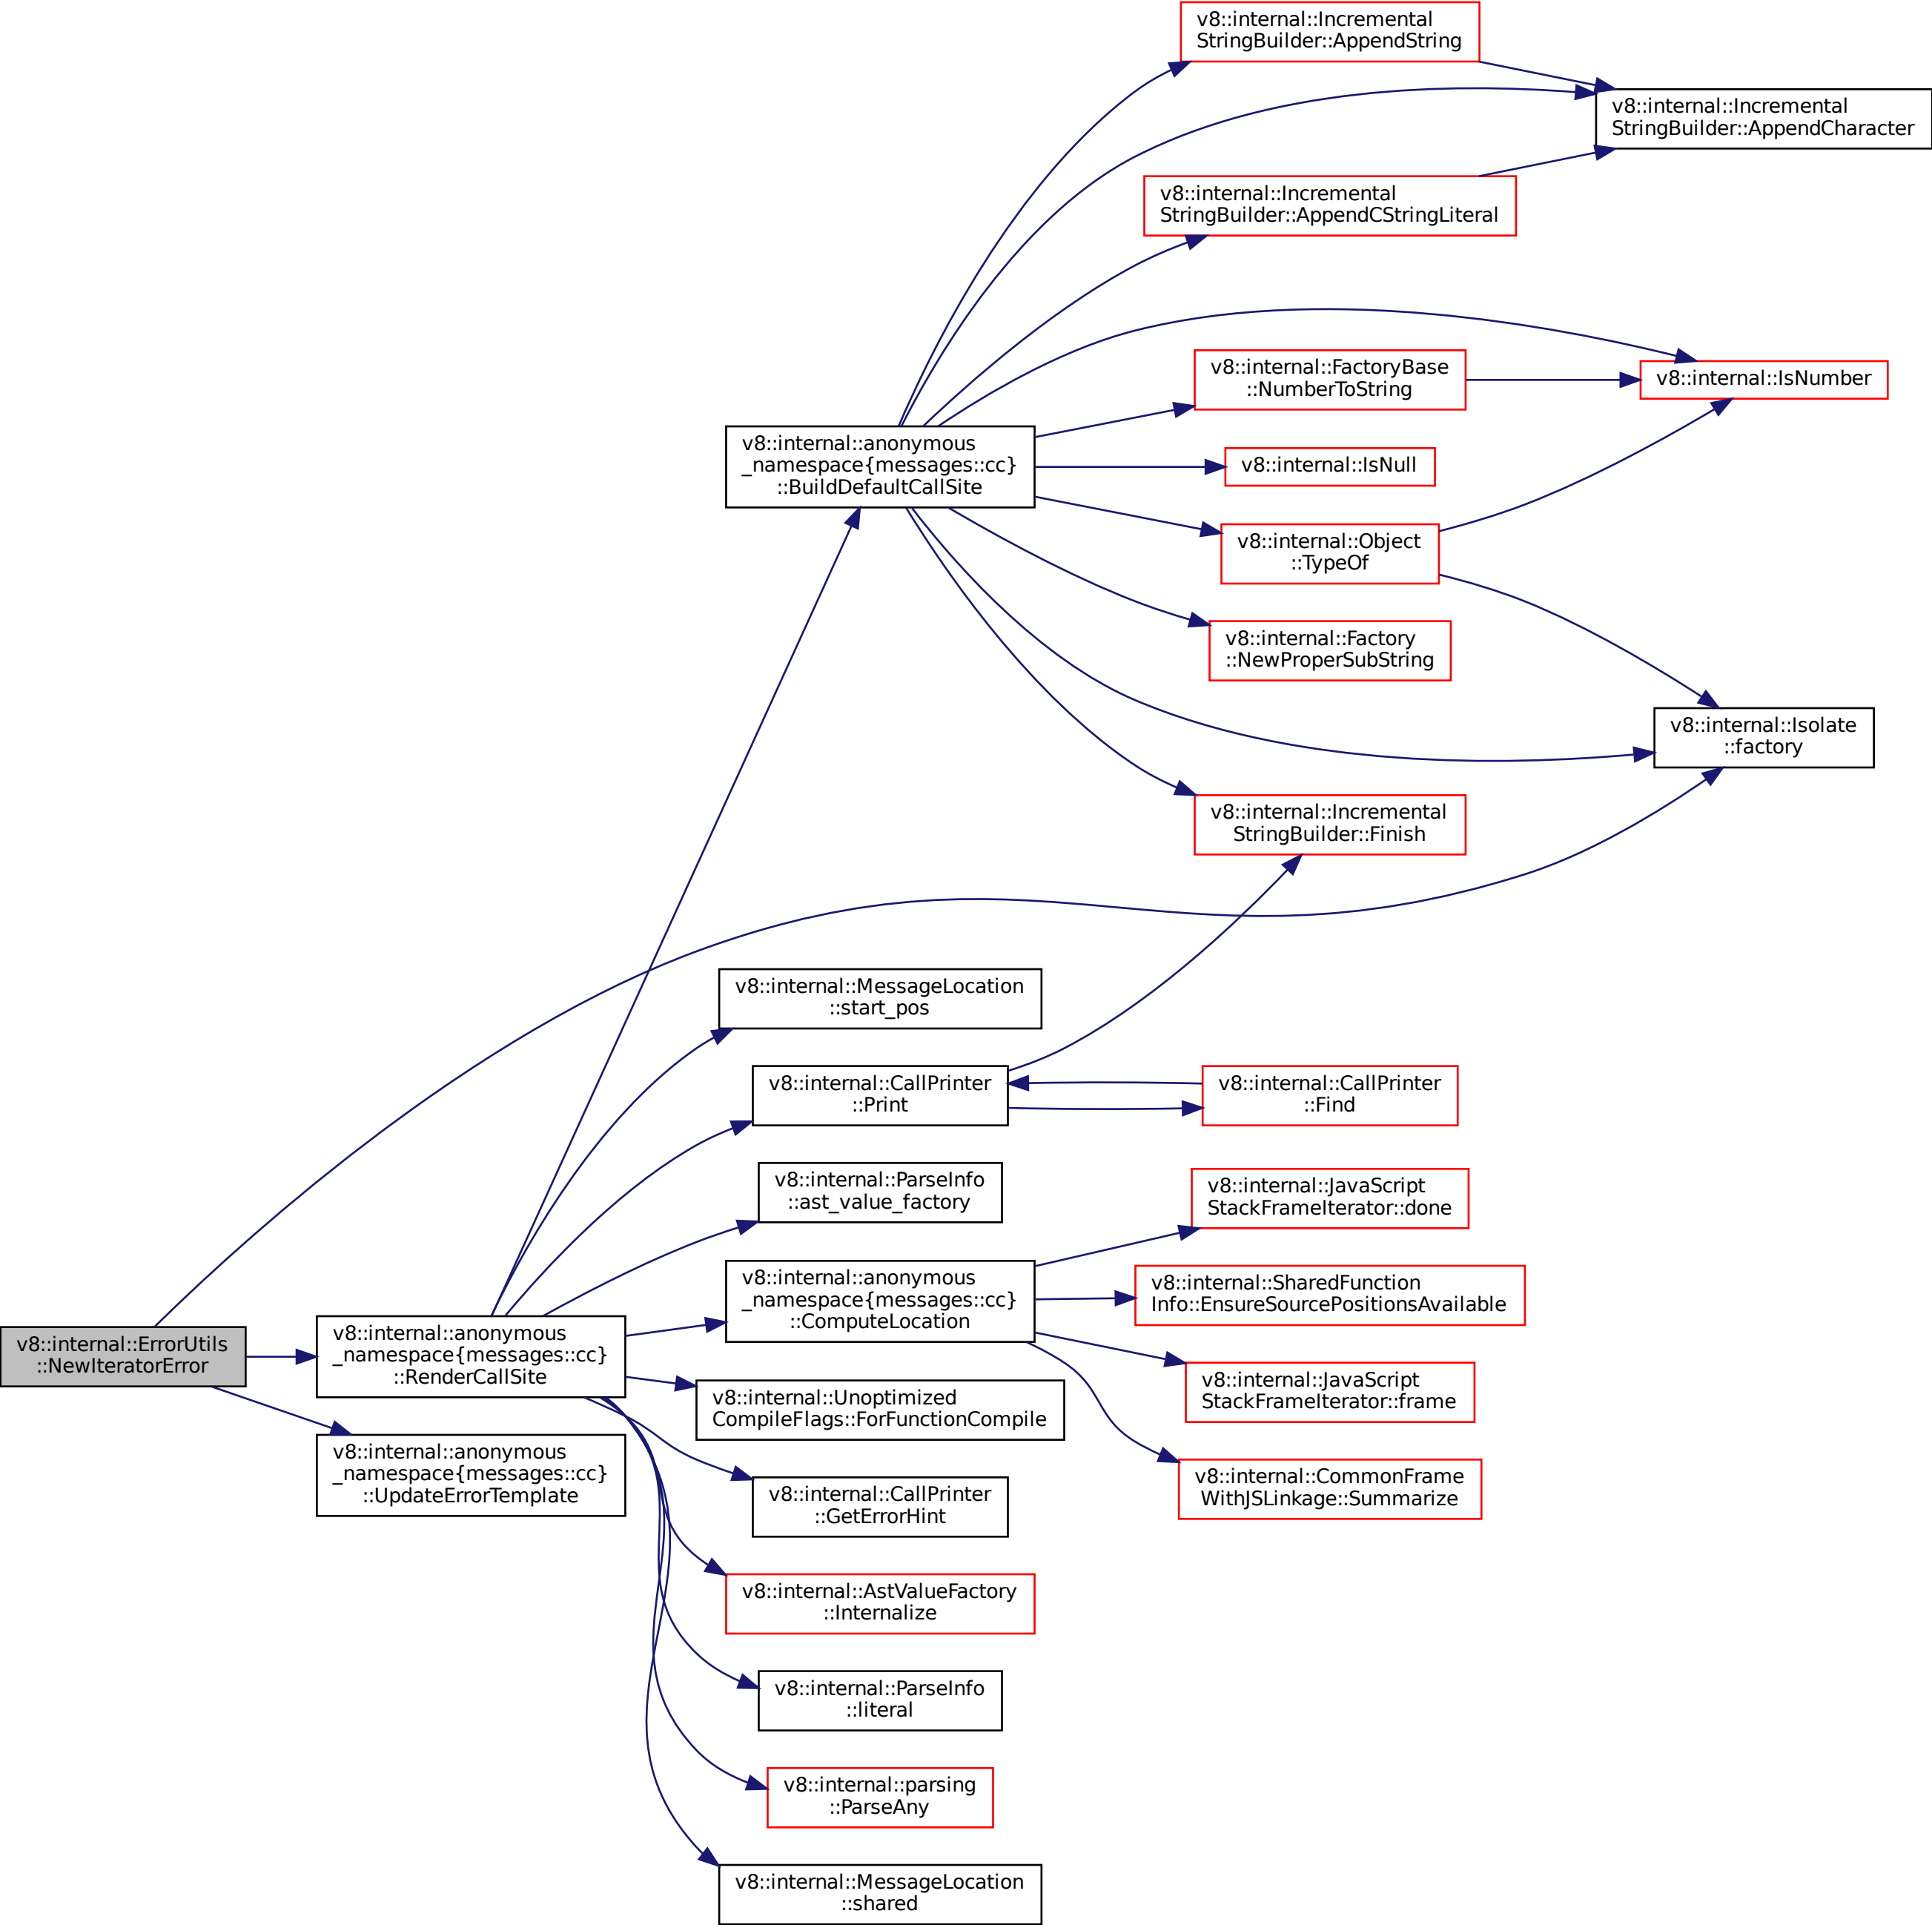 v8::internal::Incremental
StringBuilder::AppendString
v8::internal::Incremental
StringBuilder::AppendCharacter
v8::internal::Incremental
StringBuilder::AppendCStringLiteral
v8::internal::FactoryBase
::NumberToString
v8::internal::IsNumber
v8::internal::anonymous
_namespace{messages::cc}
::BuildDefaultCallSite
v8::internal::IsNull
v8::internal::Object
::TypeOf
v8::internal::Factory
::NewProperSubString
v8::internal::Isolate
::factory
v8::internal::Incremental
StringBuilder::Finish
v8::internal::MessageLocation
::start_pos
v8::internal::CallPrinter
::Print
v8::internal::CallPrinter
::Find
v8::internal::ParseInfo
::ast_value_factory
v8::internal::JavaScript
StackFrameIterator::done
v8::internal::anonymous
_namespace{messages::cc}
::ComputeLocation
v8::internal::SharedFunction
Info::EnsureSourcePositionsAvailable
v8::internal::ErrorUtils
::NewIteratorError
v8::internal::anonymous
_namespace{messages::cc}
::RenderCallSite
v8::internal::JavaScript
StackFrameIterator::frame
v8::internal::Unoptimized
CompileFlags::ForFunctionCompile
v8::internal::anonymous
_namespace{messages::cc}
::UpdateErrorTemplate
v8::internal::CommonFrame
WithJSLinkage::Summarize
v8::internal::CallPrinter
::GetErrorHint
v8::internal::AstValueFactory
::Internalize
v8::internal::ParseInfo
::literal
v8::internal::parsing
::ParseAny
v8::internal::MessageLocation
::shared